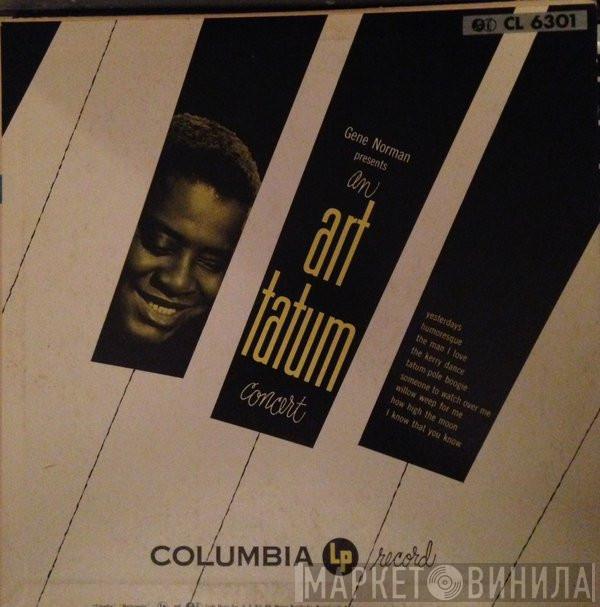 CL 6301
Gene Norman
presents
an
art
tatum
concert
yesterdays
humoresque
the man I love
the kerry dance
tatum pole boogie
someone to watch over me
willow weep for me
how high the moon
I know that you know
COLUMBIA Lp record
МАРКЕТ ВИНИЛА